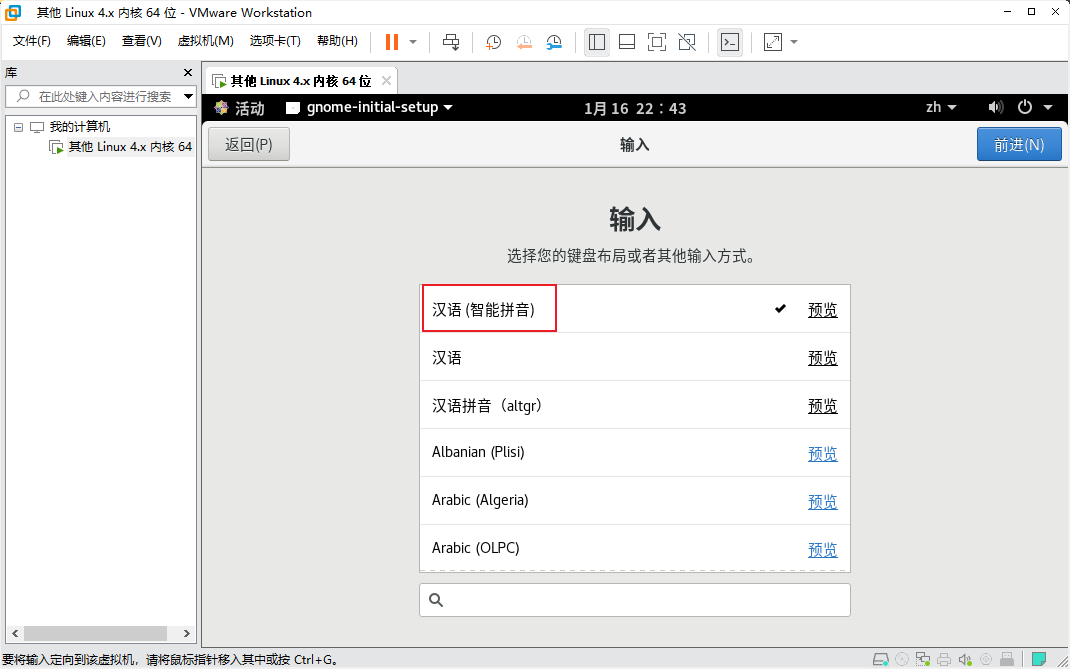 其他 Linux 4.x 内核 64 位 - VMware Workstation
文件(F) 编辑(E) 查看(V) 虚拟机(M) 选项卡(T) 帮助(H)
库
在此处键入内容进行搜索
我的计算机
其他 Linux 4.x 内核 64
其他 Linux 4.x 内核 64 位
活动 gnome-initial-setup 1月 16 22：43 zh
返回(P) 输入 前进(N)
输入
选择您的键盘布局或者其他输入方式。
汉语 (智能拼音) 预览
汉语 预览
汉语拼音（altgr） 预览
Albanian (Plisi) 预览
Arabic (Algeria) 预览
Arabic (OLPC) 预览
要将输入定向到该虚拟机，请将鼠标指针移入其中或按 Ctrl+G。